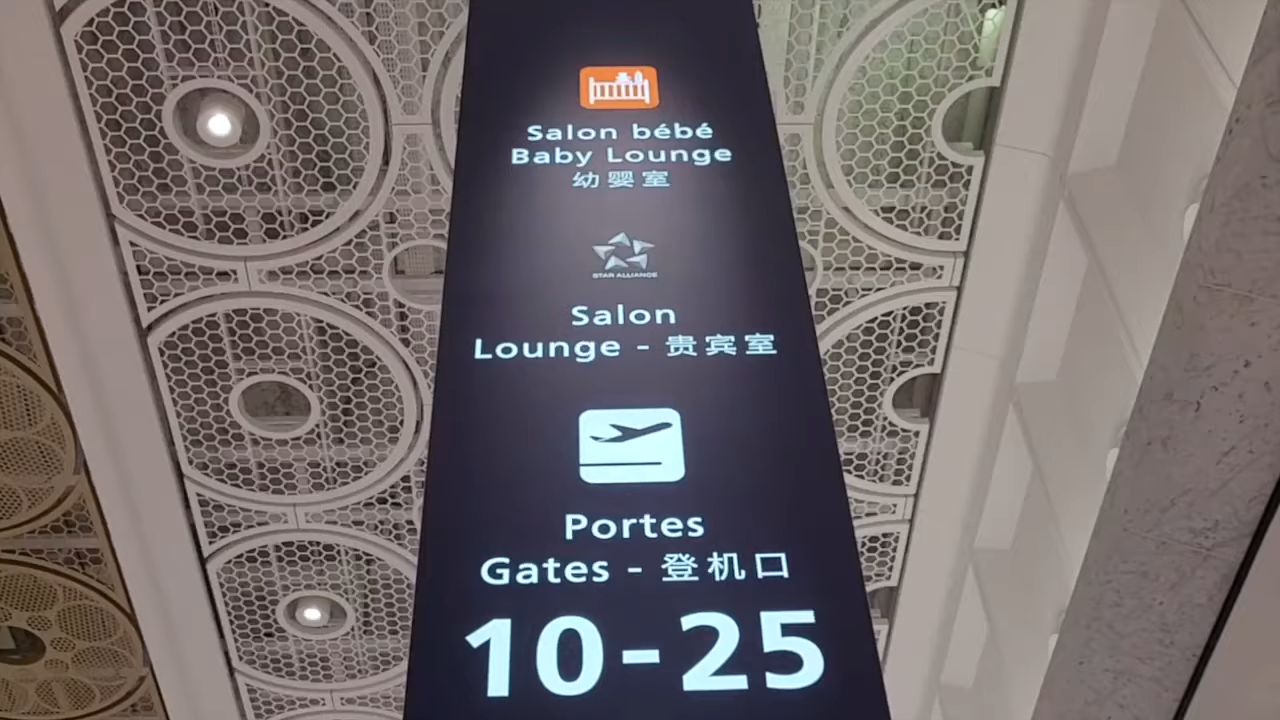 Salon bébé
Baby Lounge
幼婴室
STAR ALLIANCE
Salon
Lounge - 贵宾室
Portes
Gates - 登机口
10-25